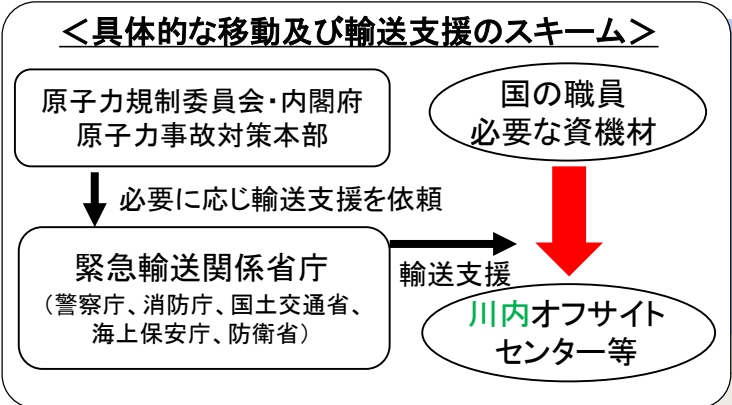 ＜具体的な移動及び輸送支援のスキーム＞
原子力規制委員会・内閣府
原子力事故対策本部
国の職員
必要な資機材
必要に応じ輸送支援を依頼
緊急輸送関係省庁
（警察庁、消防庁、国土交通省、
海上保安庁、防衛省）
輸送支援
川内オフサイト
センター等